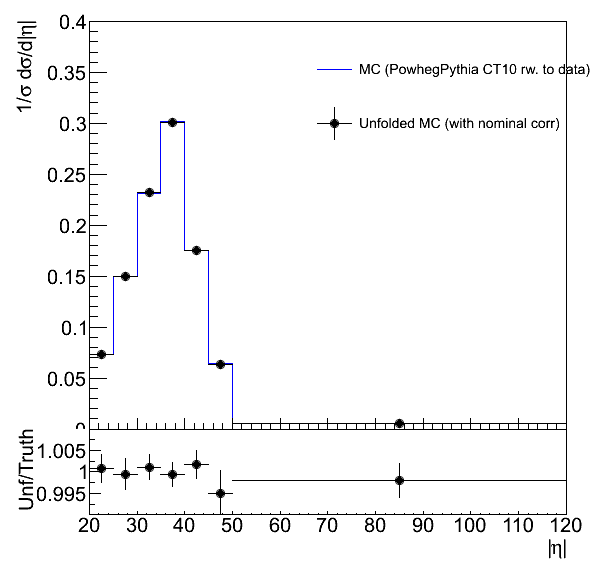 1/σ dσ/d|η|
0.4
0.35
0.3
0.25
0.2
0.15
0.1
0.05
0
MC (PowhegPythia CT10 rw. to data)
Unfolded MC (with nominal corr)
Unf/Truth
1.005
1
0.995
20 30 40 50 60 70 80 90 100 110 120
|η|